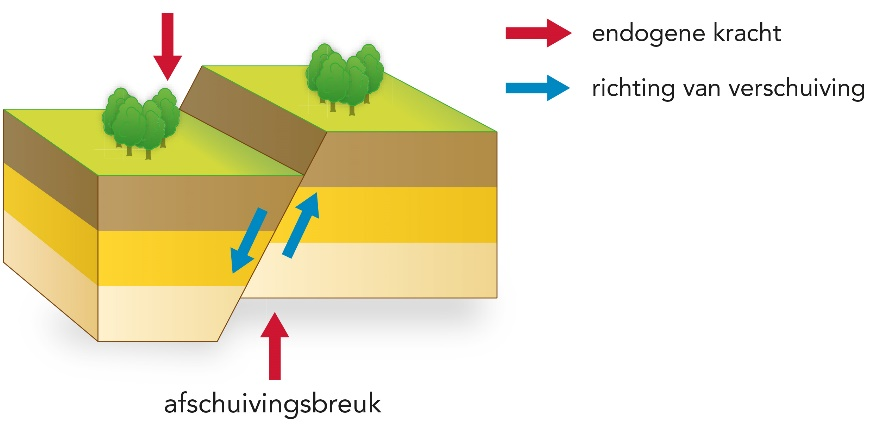 endogene kracht
richting van verschuiving
afschuivingsbreuk